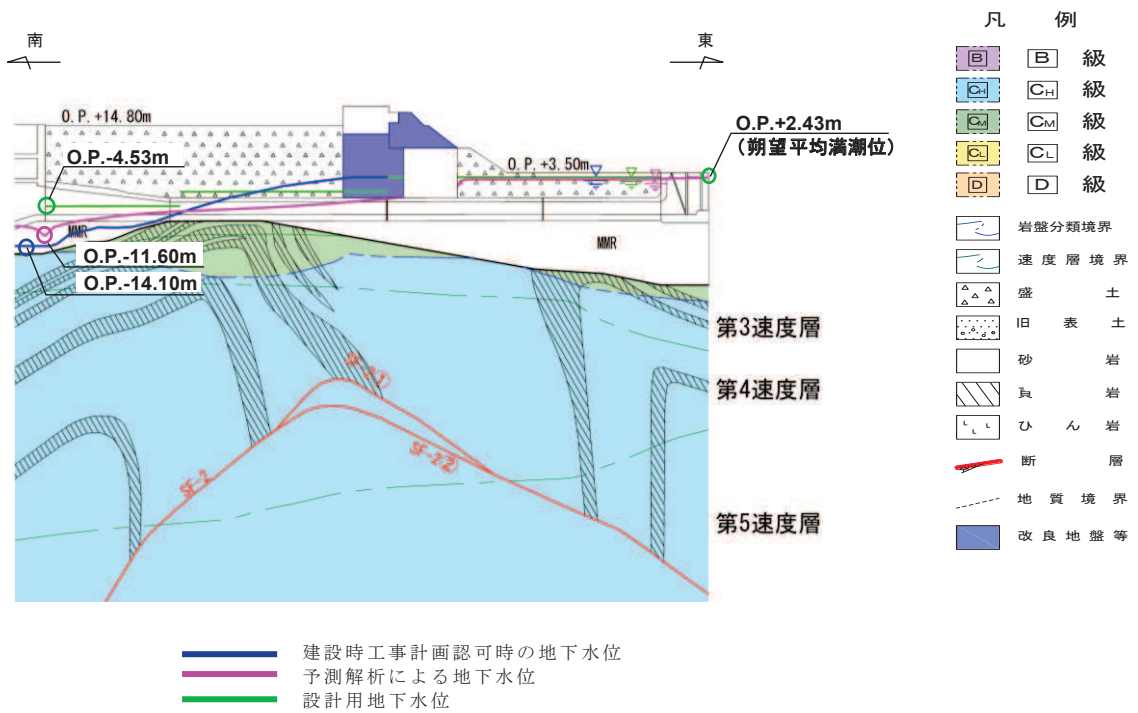 南
東
O.P.+14.80m
O.P.-4.53m
O.P.+3.50m
O.P.+2.43m
(朔望平均満潮位)
MMR
MMR
O.P.-11.60m
O.P.-14.10m
第3速度層
SF-2①
第4速度層
SF-2②
SF-2
第5速度層
建設時工事計画認可時の地下水位
予測解析による地下水位
設計用地下水位
凡 例
B B 級
CH CH 級
CM CM 級
CL CL 級
D D 級
岩盤分類境界
速度層境界
盛 土
旧 表 土
砂 岩
頁 岩
ひ ん 岩
断 層
地 質 境 界
改 良 地 盤 等